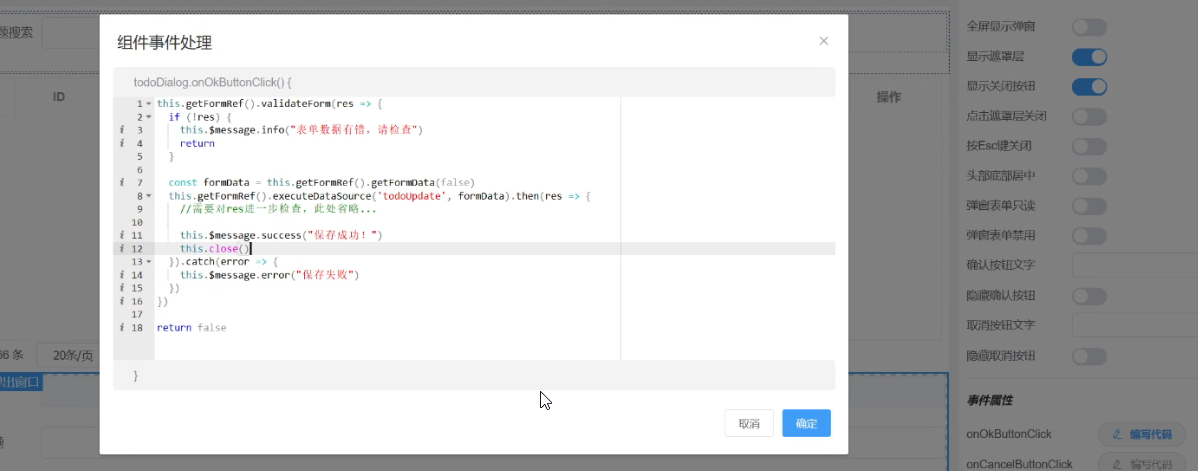 题搜索
ID
操作
66 条
20条/页
弹出窗口
组件事件处理
todoDialog.onOkButtonClick() {
1 this.getFormRef().validateForm(res => {
2 if (!res) {
3 this.$message.info("表单数据有错，请检查")
4 return
5 }
6
7 const formData = this.getFormRef().getFormData(false)
8 this.getFormRef().executeDataSource('todoUpdate', formData).then(res => {
9 //需要对res进一步检查，此处省略...
10
11 this.$message.success("保存成功！")
12 this.close()
13 }).catch(error => {
14 this.$message.error("保存失败")
15 })
16 })
17
18 return false
}
取消
确定
全屏显示弹窗
显示遮罩层
显示关闭按钮
点击遮罩层关闭
按Esc键关闭
头部底部居中
弹窗表单只读
弹窗表单禁用
确认按钮文字
隐藏确认按钮
取消按钮文字
隐藏取消按钮
事件属性
onOkButtonClick
编写代码
onCancelButtonClick
编写代码